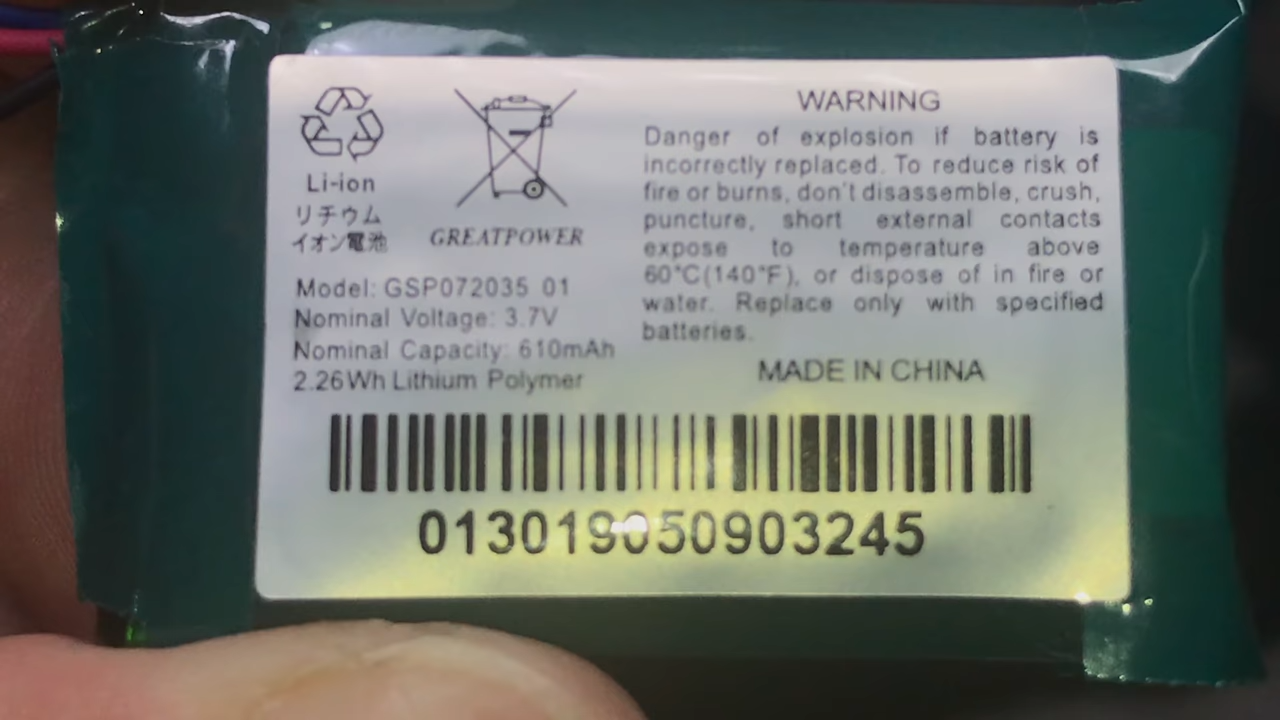 Li-ion
リチウム
イオン電池
GREATPOWER
Model: GSP072035 01
Nominal Voltage: 3.7V
Nominal Capacity: 610mAh
2.26Wh Lithium Polymer
WARNING
Danger of explosion if battery is
incorrectly replaced. To reduce risk of
fire or burns, don't disassemble, crush,
puncture, short external contacts
expose to temperature above
60°C(140°F), or dispose of in fire or
water. Replace only with specified
batteries.
MADE IN CHINA
013019050903245